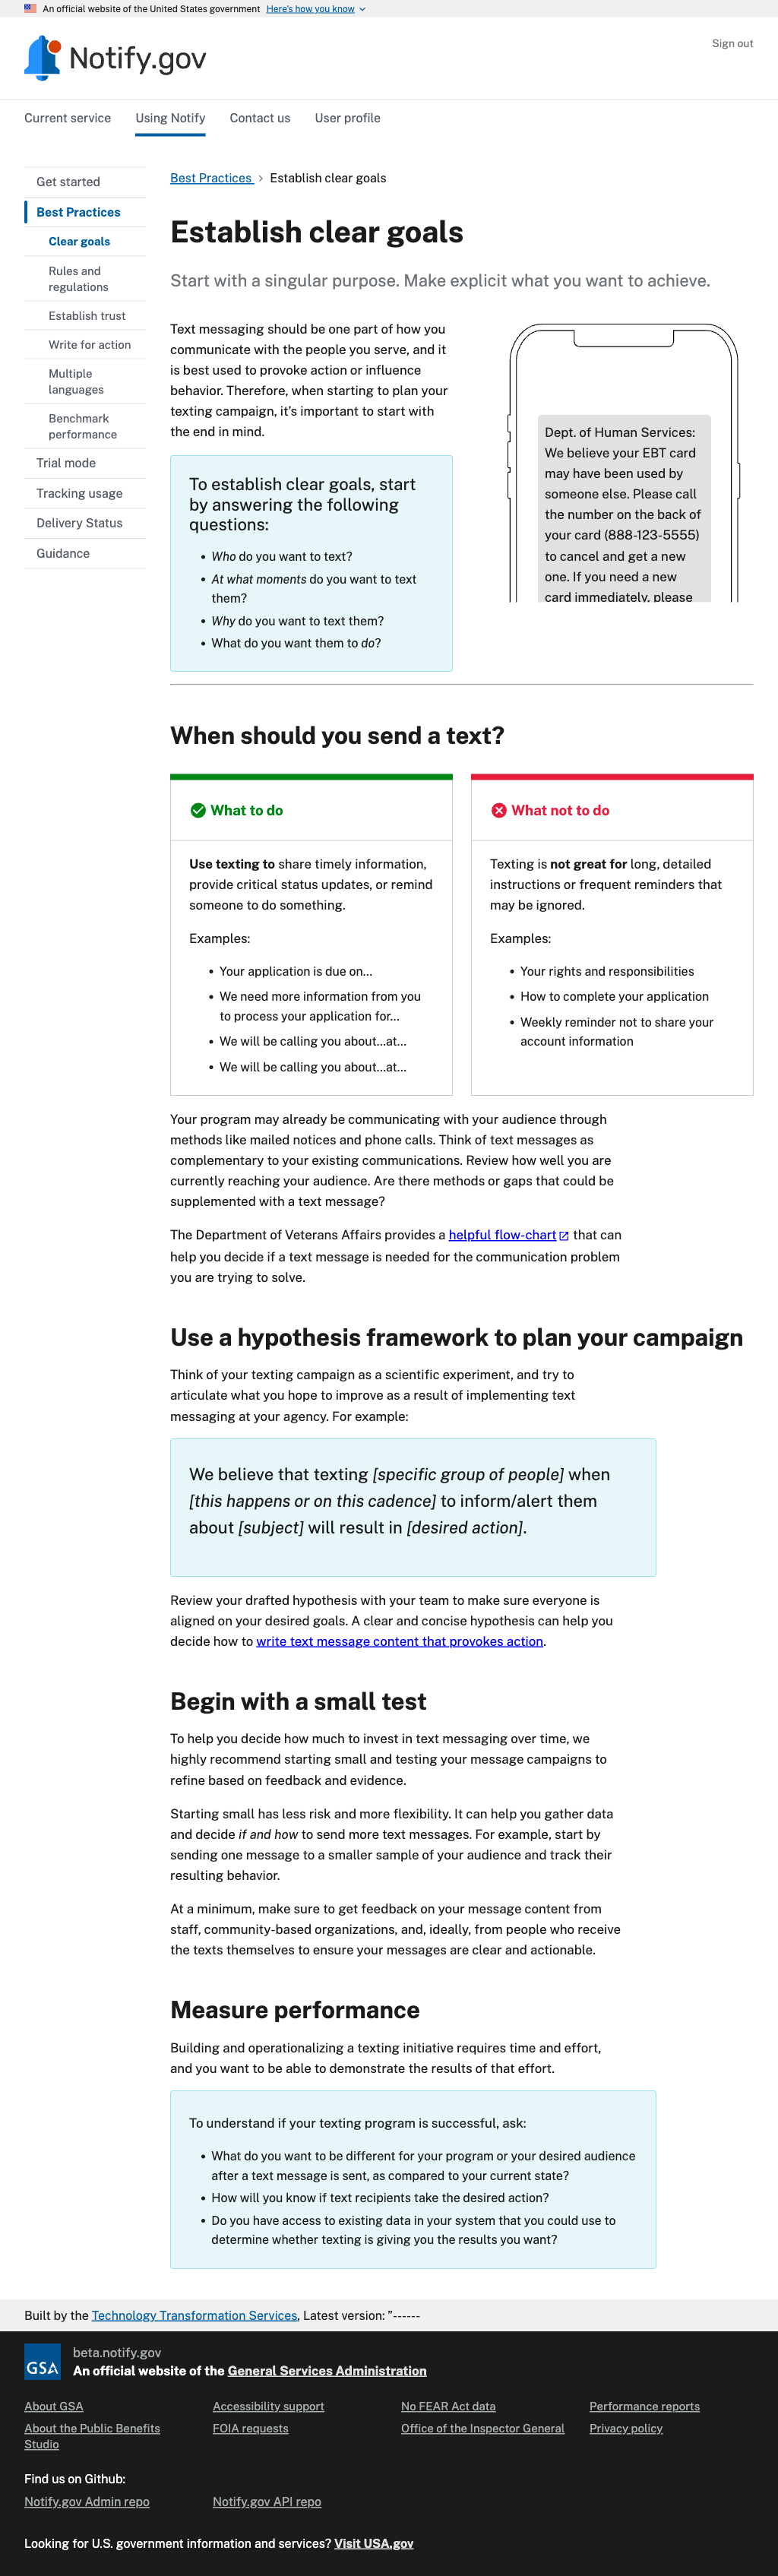 An official website of the United States government Here's how you know
Notify.gov
Sign out
Current service Using Notify Contact us User profile
Get started
Best Practices
Clear goals
Rules and
regulations
Establish trust
Write for action
Multiple
languages
Benchmark
performance
Trial mode
Tracking usage
Delivery Status
Guidance
Best Practices Establish clear goals
Establish clear goals
Start with a singular purpose. Make explicit what you want to achieve.
Text messaging should be one part of how you
communicate with the people you serve, and it
is best used to provoke action or influence
behavior. Therefore, when starting to plan your
texting campaign, it's important to start with
the end in mind.
To establish clear goals, start
by answering the following
questions:
• Who do you want to text?
• At what moments do you want to text
them?
• Why do you want to text them?
• What do you want them to do?
Dept. of Human Services:
We believe your EBT card
may have been used by
someone else. Please call
the number on the back of
your card (888-123-5555)
to cancel and get a new
one. If you need a new
card immediately, please
When should you send a text?
What to do
Use texting to share timely information,
provide critical status updates, or remind
someone to do something.
Examples:
• Your application is due on...
• We need more information from you
to process your application for...
• We will be calling you about...at...
• We will be calling you about...at...
What not to do
Texting is not great for long, detailed
instructions or frequent reminders that
may be ignored.
Examples:
• Your rights and responsibilities
• How to complete your application
• Weekly reminder not to share your
account information
Your program may already be communicating with your audience through
methods like mailed notices and phone calls. Think of text messages as
complementary to your existing communications. Review how well you are
currently reaching your audience. Are there methods or gaps that could be
supplemented with a text message?
The Department of Veterans Affairs provides a helpful flow-chart that can
help you decide if a text message is needed for the communication problem
you are trying to solve.
Use a hypothesis framework to plan your campaign
Think of your texting campaign as a scientific experiment, and try to
articulate what you hope to improve as a result of implementing text
messaging at your agency. For example:
We believe that texting [specific group of people] when
[this happens or on this cadence] to inform/alert them
about [subject] will result in [desired action].
Review your drafted hypothesis with your team to make sure everyone is
aligned on your desired goals. A clear and concise hypothesis can help you
decide how to write text message content that provokes action.
Begin with a small test
To help you decide how much to invest in text messaging over time, we
highly recommend starting small and testing your message campaigns to
refine based on feedback and evidence.
Starting small has less risk and more flexibility. It can help you gather data
and decide if and how to send more text messages. For example, start by
sending one message to a smaller sample of your audience and track their
resulting behavior.
At a minimum, make sure to get feedback on your message content from
staff, community-based organizations, and, ideally, from people who receive
the texts themselves to ensure your messages are clear and actionable.
Measure performance
Building and operationalizing a texting initiative requires time and effort,
and you want to be able to demonstrate the results of that effort.
To understand if your texting program is successful, ask:
• What do you want to be different for your program or your desired audience
after a text message is sent, as compared to your current state?
• How will you know if text recipients take the desired action?
• Do you have access to existing data in your system that you could use to
determine whether texting is giving you the results you want?
Built by the Technology Transformation Services, Latest version: "------
GSA
beta.notify.gov
An official website of the General Services Administration
About GSA Accessibility support No FEAR Act data Performance reports
About the Public Benefits
Studio
FOIA requests Office of the Inspector General Privacy policy
Find us on Github:
Notify.gov Admin repo Notify.gov API repo
Looking for U.S. government information and services? Visit USA.gov